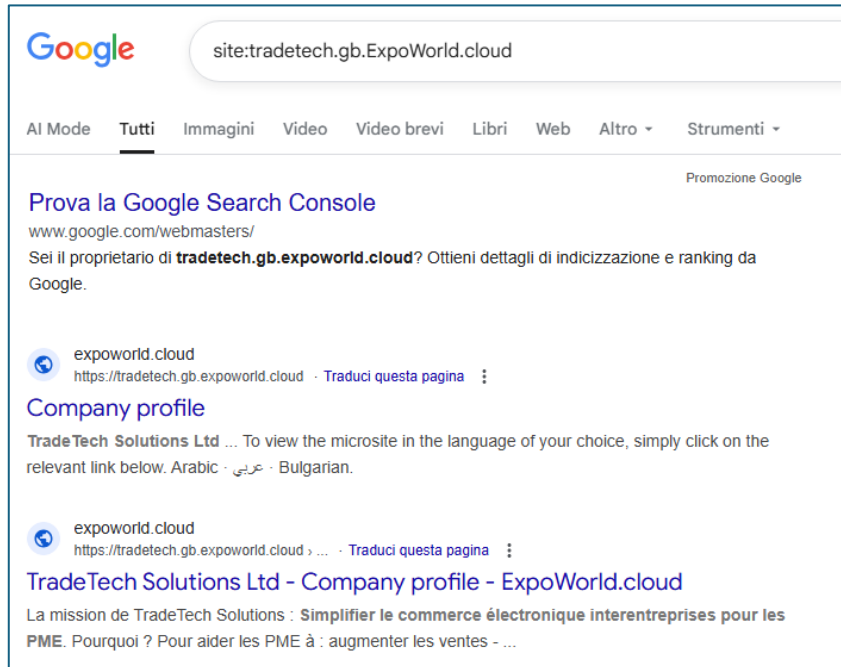 Google
site:tradetech.gb.ExpoWorld.cloud
AI Mode Tutti Immagini Video Video brevi Libri Web Altro Strumenti
Promozione Google
Prova la Google Search Console
www.google.com/webmasters/
Sei il proprietario di tradetech.gb.expoworld.cloud? Ottieni dettagli di indicizzazione e ranking da
Google.
expoworld.cloud
https://tradetech.gb.expoworld.cloud · Traduci questa pagina
Company profile
TradeTech Solutions Ltd ... To view the microsite in the language of your choice, simply click on the
relevant link below. Arabic · عربي · Bulgarian.
expoworld.cloud
https://tradetech.gb.expoworld.cloud › ... · Traduci questa pagina
TradeTech Solutions Ltd - Company profile - ExpoWorld.cloud
La mission de TradeTech Solutions : Simplifier le commerce électronique interentreprises pour les
PME. Pourquoi ? Pour aider les PME à : augmenter les ventes - ...